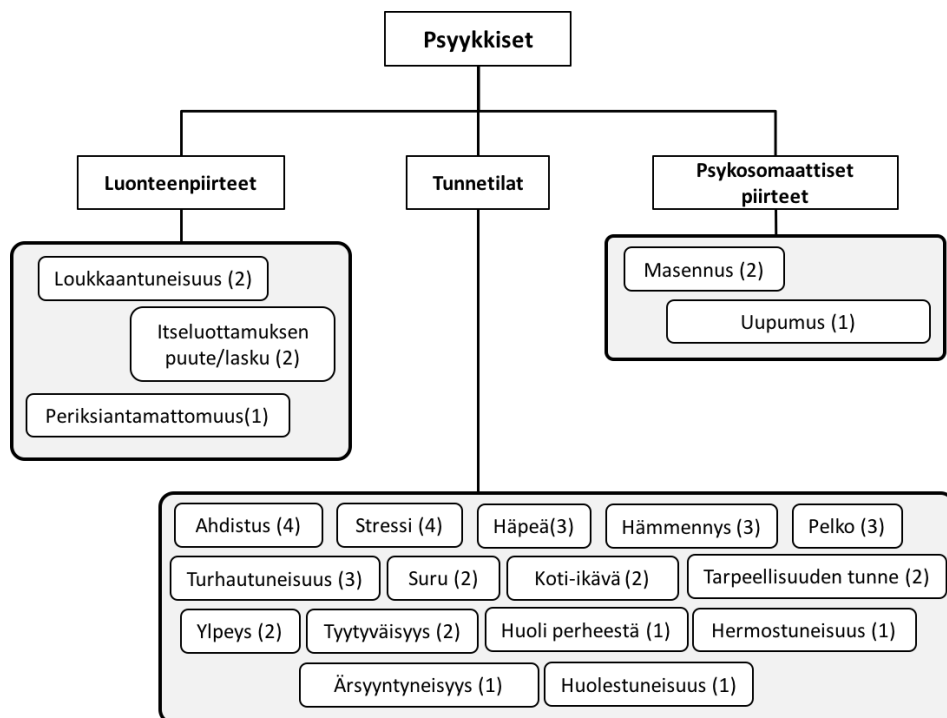 Psyykkiset
Luonteenpiirteet
Tunnetilat
Psykosomaattiset
piirteet
Loukkaantuneisuus (2)
Itseluottamuksen
puute/lasku (2)
Periksiantamattomuus(1)
Masennus (2)
Uupumus (1)
Ahdistus (4)
Stressi (4)
Häpeä(3)
Hämmennys (3)
Pelko (3)
Turhautuneisuus (3)
Suru (2)
Koti-ikävä (2)
Tarpeellisuuden tunne (2)
Ylpeys (2)
Tyytyväisyys (2)
Huoli perheestä (1)
Hermostuneisuus (1)
Ärsyyntyneisyys (1)
Huolestuneisuus (1)